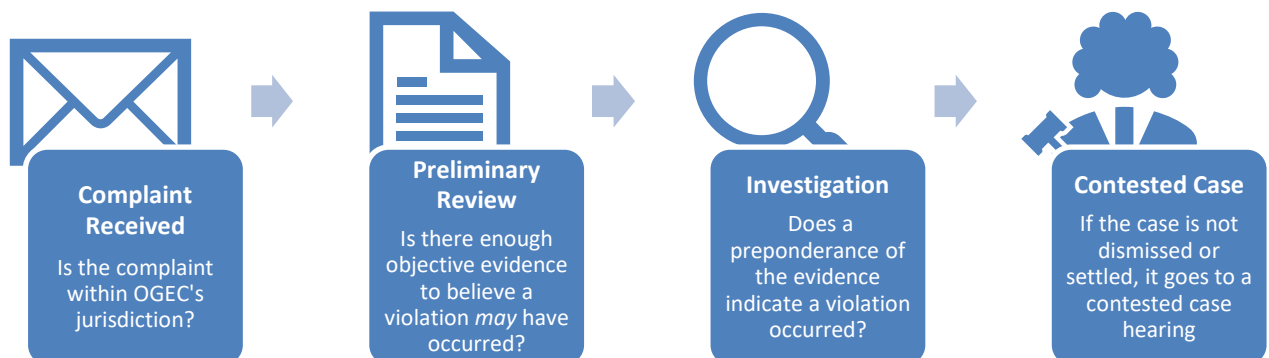 Complaint
Received
Is the complaint
within OGEC's
jurisdiction?
Preliminary
Review
Is there enough
objective evidence
to believe a
violation may have
occurred?
Investigation
Does a
preponderance of
the evidence
indicate a violation
occurred?
Contested Case
If the case is not
dismissed or
settled, it goes to a
contested case
hearing